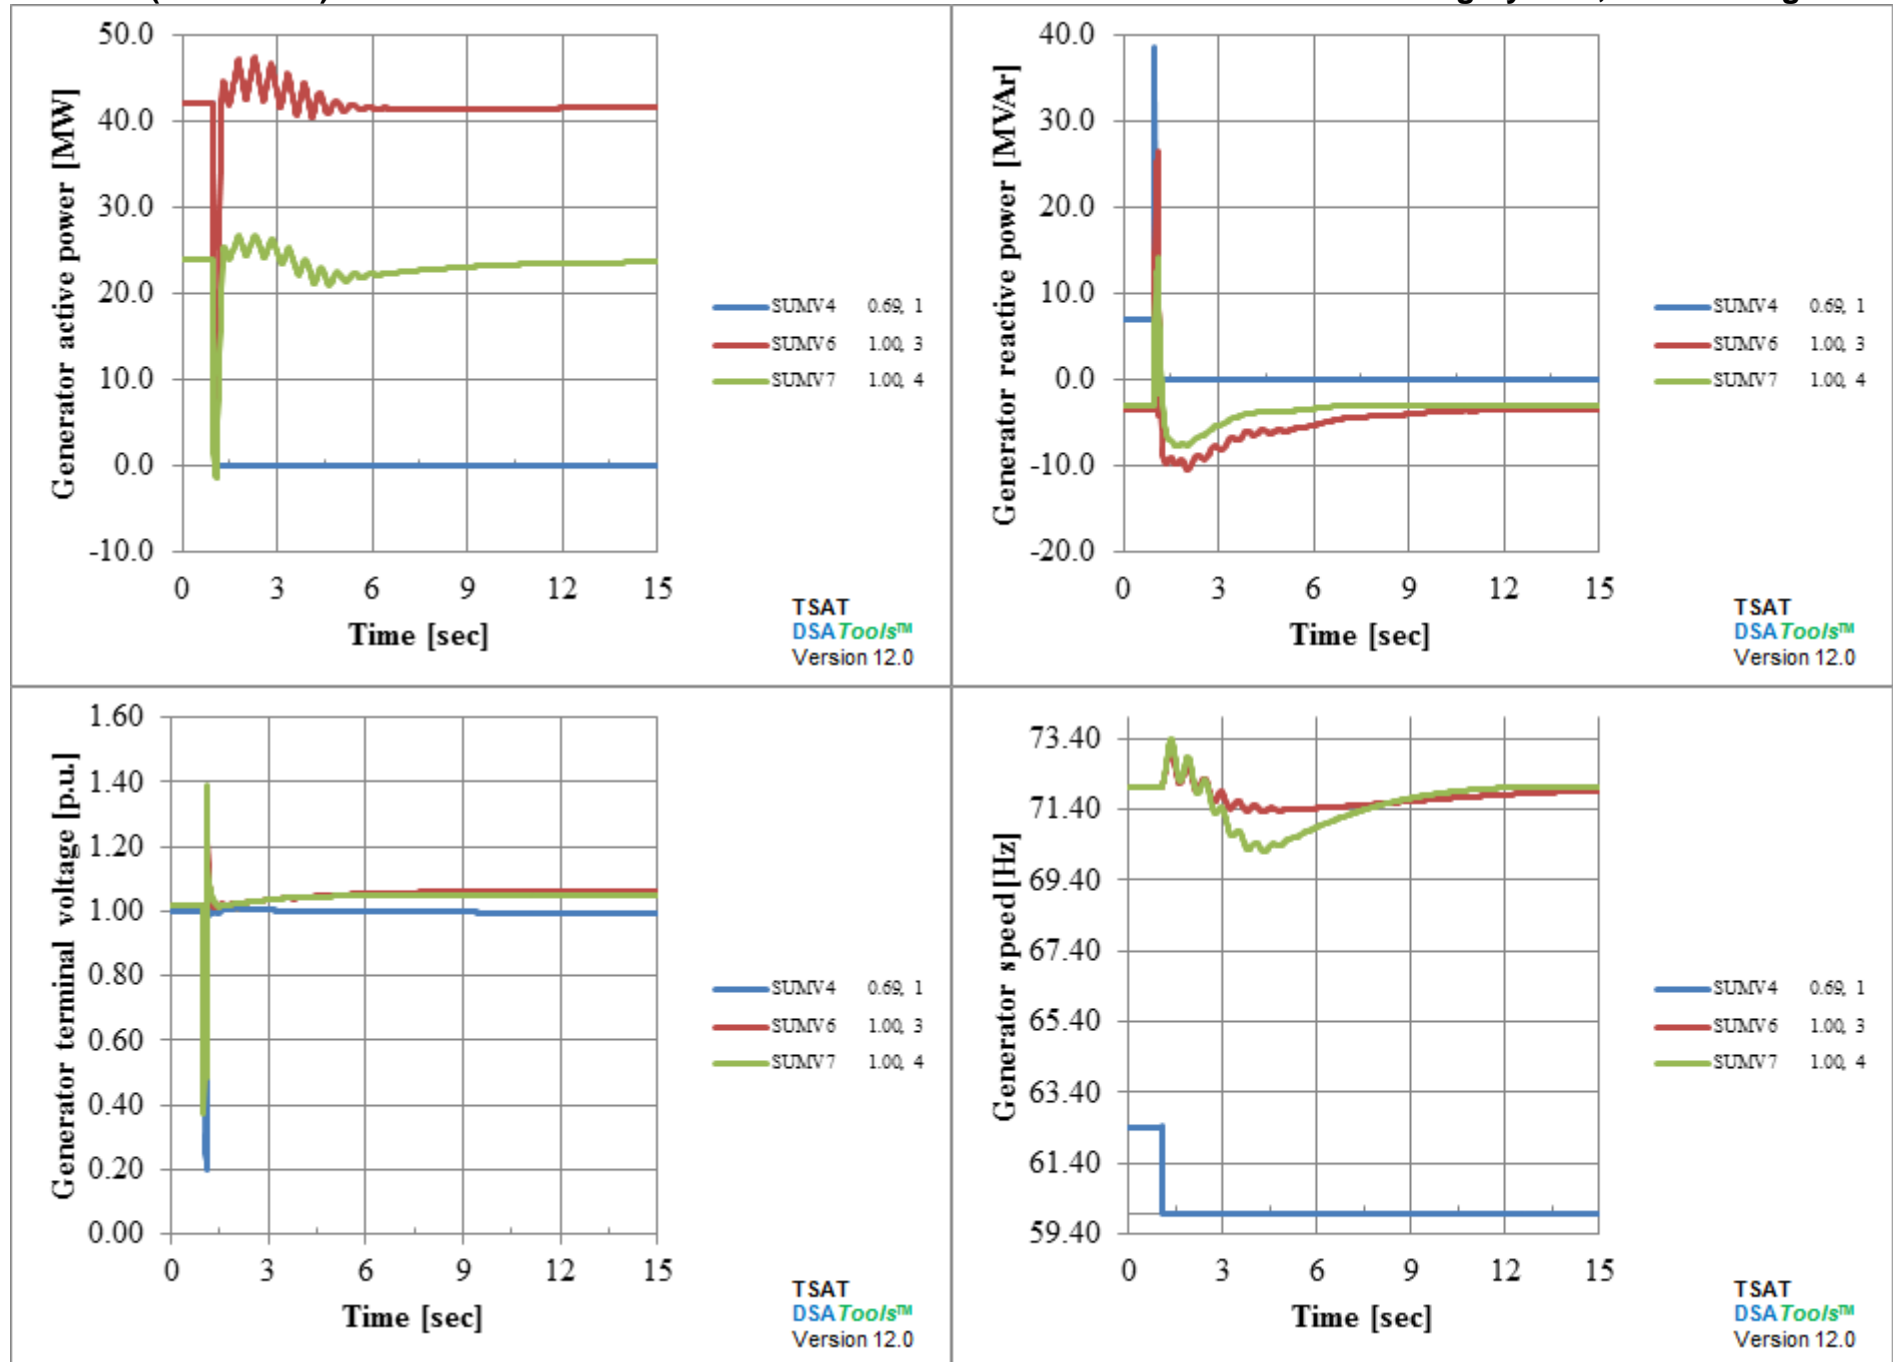 50.0
40.0
30.0
20.0
10.0
0.0
-10.0
0 3 6 9 12 15
Generator active power [MW]
Time [sec]
SUMV4 0.69, 1
SUMV6 1.00, 3
SUMV7 1.00, 4
TSAT
DSATools™
Version 12.0
40.0
30.0
20.0
10.0
0.0
-10.0
-20.0
0 3 6 9 12 15
Generator reactive power [MVAr]
Time [sec]
SUMV4 0.69, 1
SUMV6 1.00, 3
SUMV7 1.00, 4
TSAT
DSATools™
Version 12.0
1.60
1.40
1.20
1.00
0.80
0.60
0.40
0.20
0.00
0 3 6 9 12 15
Generator terminal voltage [p.u.]
Time [sec]
SUMV4 0.69, 1
SUMV6 1.00, 3
SUMV7 1.00, 4
TSAT
DSATools™
Version 12.0
73.40
71.40
69.40
67.40
65.40
63.40
61.40
59.40
0 3 6 9 12 15
Generator speed[Hz]
Time [sec]
SUMV4 0.69, 1
SUMV6 1.00, 3
SUMV7 1.00, 4
TSAT
DSATools™
Version 12.0